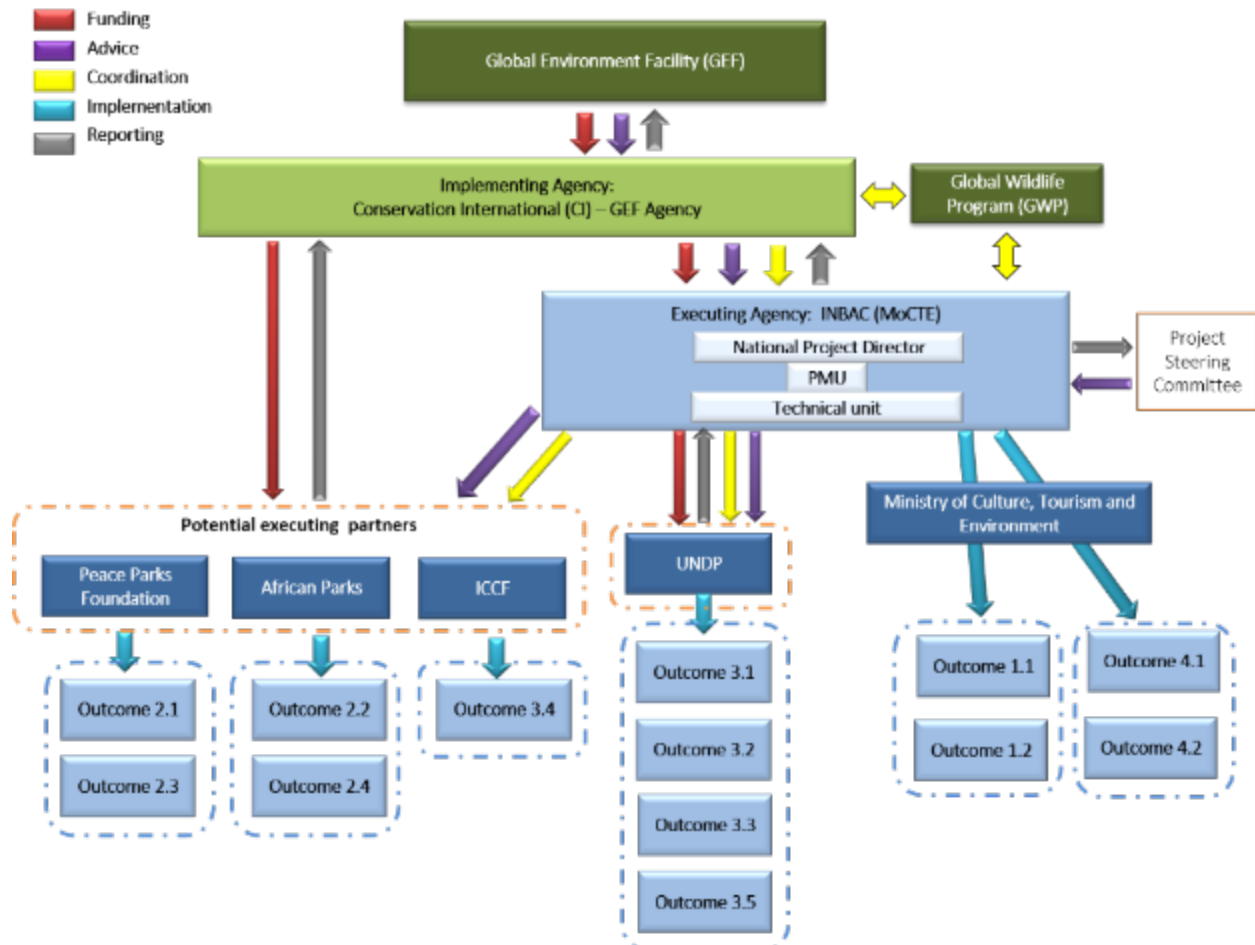 Funding
Advice
Coordination
Implementation
Reporting
Global Environment Facility (GEF)
Implementing Agency:
Conservation International (CI) – GEF Agency
Global Wildlife
Program (GWP)
Executing Agency: INBAC (MoCTE)
National Project Director
PMU
Technical unit
Project
Steering
Committee
Potential executing partners
Peace Parks
Foundation
African Parks
ICCF
UNDP
Ministry of Culture, Tourism and
Environment
Outcome 2.1
Outcome 2.3
Outcome 2.2
Outcome 2.4
Outcome 3.4
Outcome 3.1
Outcome 3.2
Outcome 3.3
Outcome 3.5
Outcome 1.1
Outcome 1.2
Outcome 4.1
Outcome 4.2